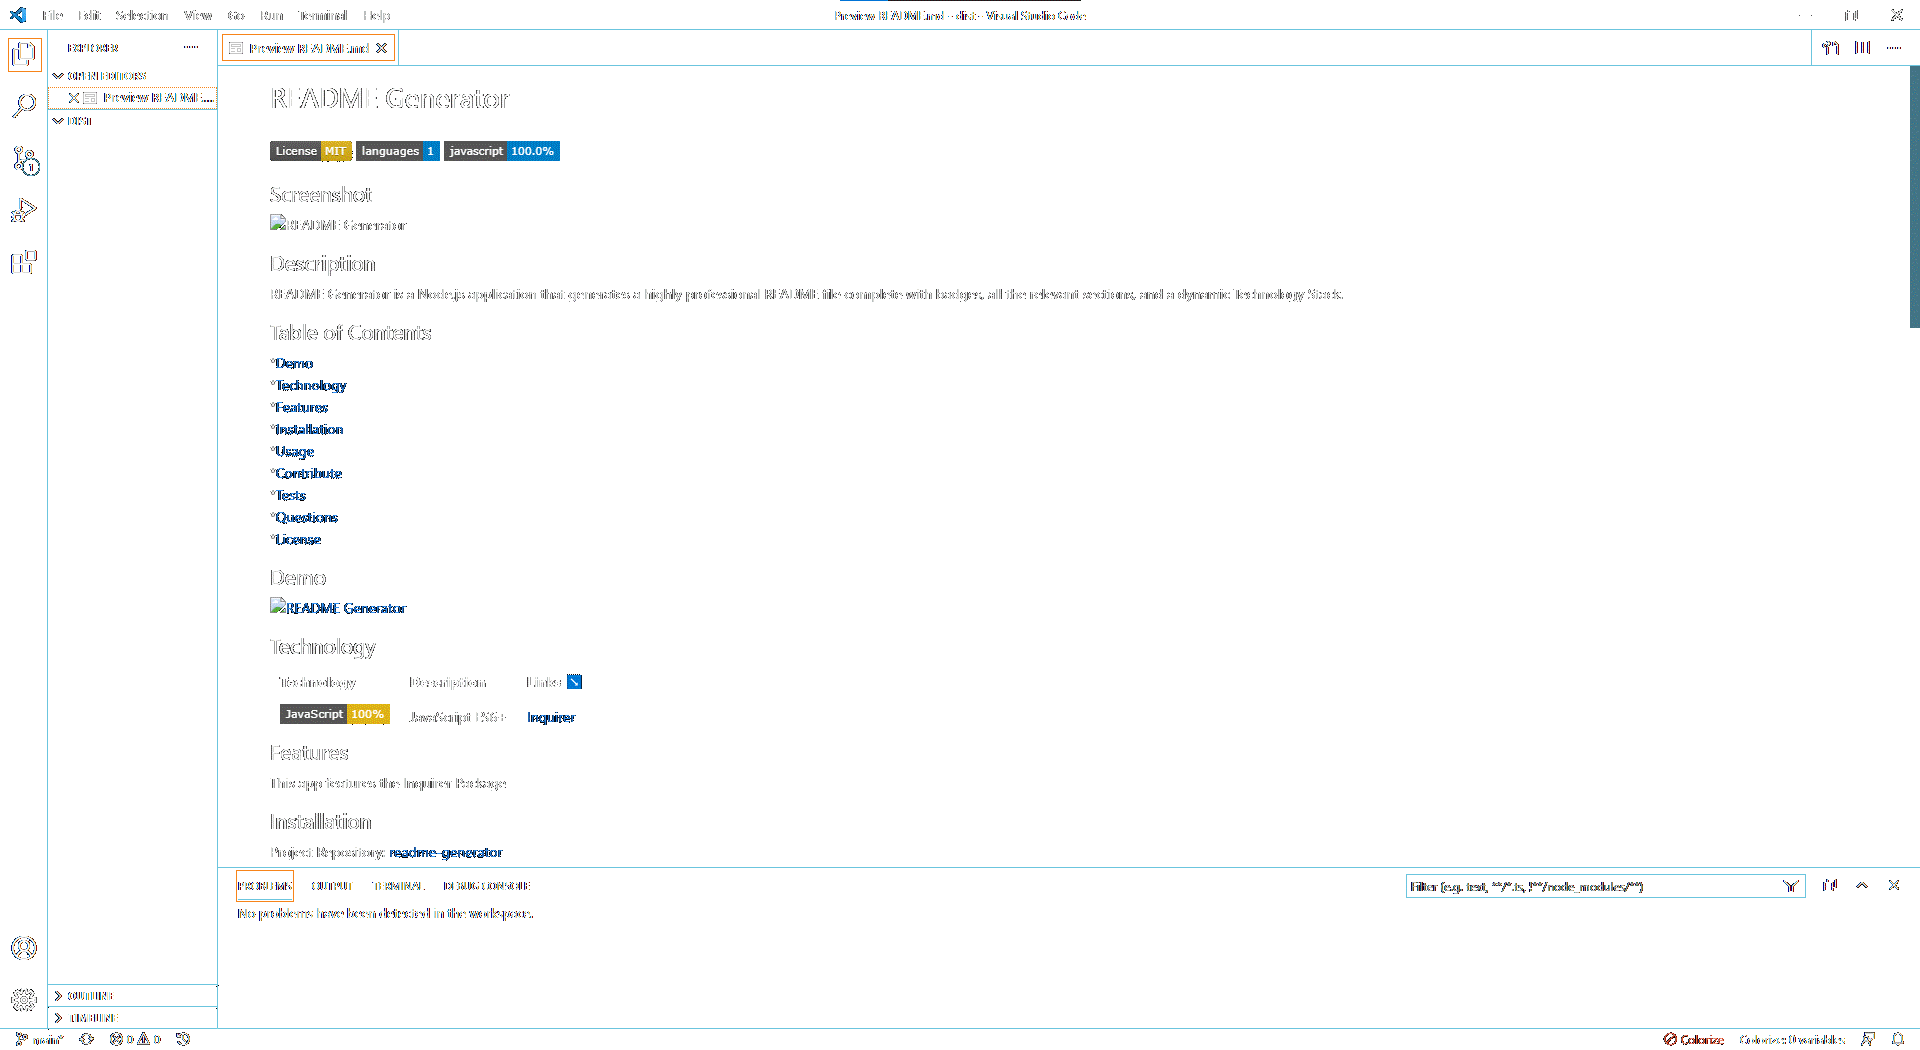 File Edit Selection View Go Run Terminal Help
Preview README.md - dist - Visual Studio Code
EXPLORER
OPEN EDITORS
Preview README....
DIST
Preview README.md
README Generator
License MIT languages 1 javascript 100.0%
Screenshot
README Generator
Description
README Generator is a Node.js application that generates a highly professional README file complete with badges, all the relevant sections, and a dynamic Technology Stack.
Table of Contents
*Demo
*Technology
*Features
*Installation
*Usage
*Contribute
*Tests
*Questions
*License
Demo
README Generator
Technology
Technology Description Links
JavaScript 100% JavaScript ES6+ Inquirer
Features
This app features the Inquirer Package
Installation
Project Repository: readme-generator
PROBLEMS OUTPUT TERMINAL DEBUG CONSOLE
Filter (e.g. text, **/*.ts, !**/node_modules/**)
No problems have been detected in the workspace.
OUTLINE
TIMELINE
main* 0 0
Colorize Colorize: 0 variables